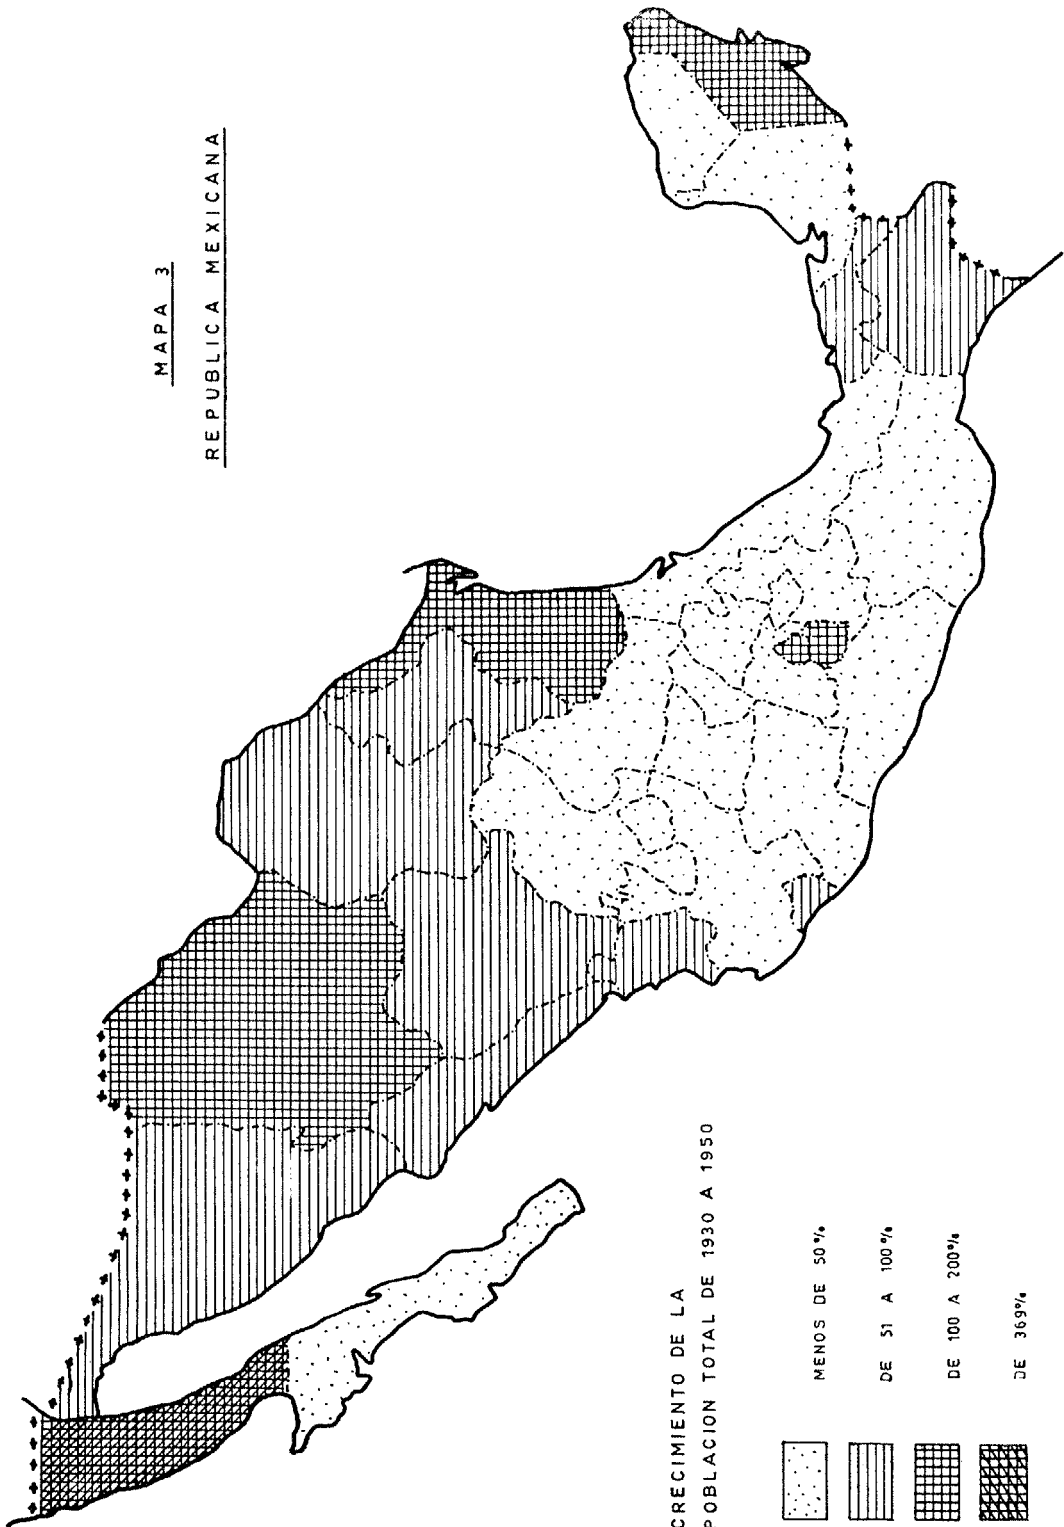 MAPA 3
REPUBLICA MEXICANA
CRECIMIENTO DE LA
POBLACION TOTAL DE 1930 A 1950
MENOS DE 50%
DE 51 A 100%
DE 100 A 200%
DE 369%